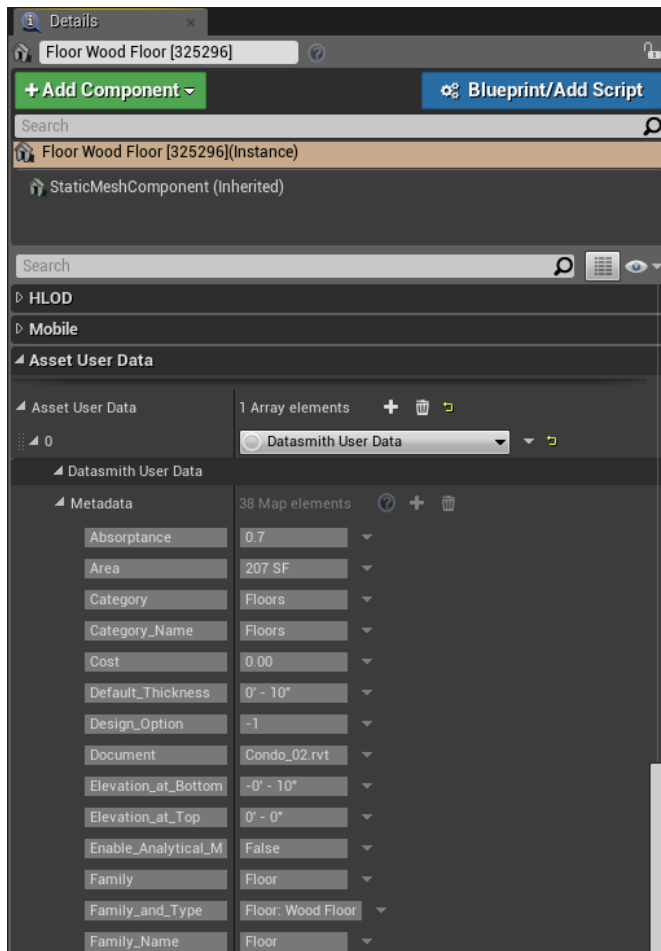 Details
Floor Wood Floor [325296]
+ Add Component
Blueprint/Add Script
Search
Floor Wood Floor [325296](Instance)
StaticMeshComponent (Inherited)
Search
HLOD
Mobile
Asset User Data
Asset User Data 1 Array elements
0 Datasmith User Data
Datasmith User Data
Metadata 38 Map elements
Absorptance 0.7
Area 207 SF
Category Floors
Category_Name Floors
Cost 0.00
Default_Thickness 0' - 10"
Design_Option -1
Document Condo_02.rvt
Elevation_at_Bottom -0' - 10"
Elevation_at_Top 0' - 0"
Enable_Analytical_M False
Family Floor
Family_and_Type Floor: Wood Floor
Family_Name Floor